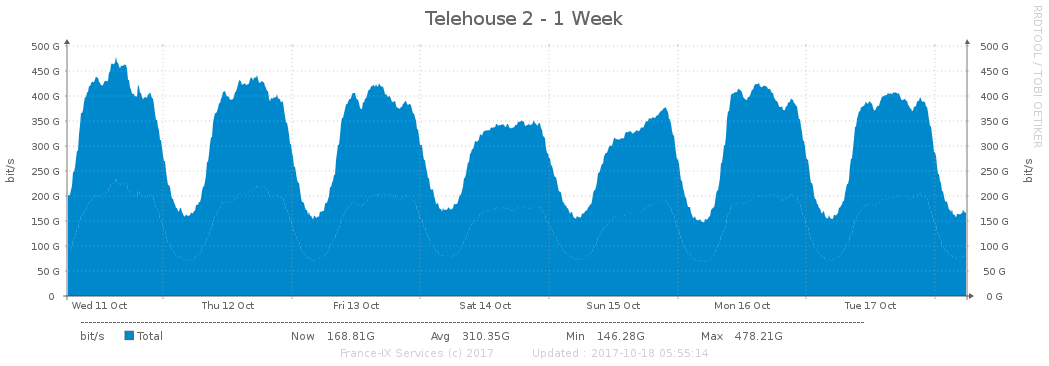 Telehouse 2 - 1 Week
RRDTOOL / TOBI OETIKER
500 G 500 G
450 G 450 G
400 G 400 G
350 G 350 G
300 G 300 G
250 G 250 G
200 G 200 G
150 G 150 G
100 G 100 G
50 G 50 G
0 0 G
bit/s bit/s
Wed 11 Oct Thu 12 Oct Fri 13 Oct Sat 14 Oct Sun 15 Oct Mon 16 Oct Tue 17 Oct
bit/s Total Now 168.81G Avg 310.35G Min 146.28G Max 478.21G
France-IX Services (c) 2017 Updated : 2017-10-18 05:55:14